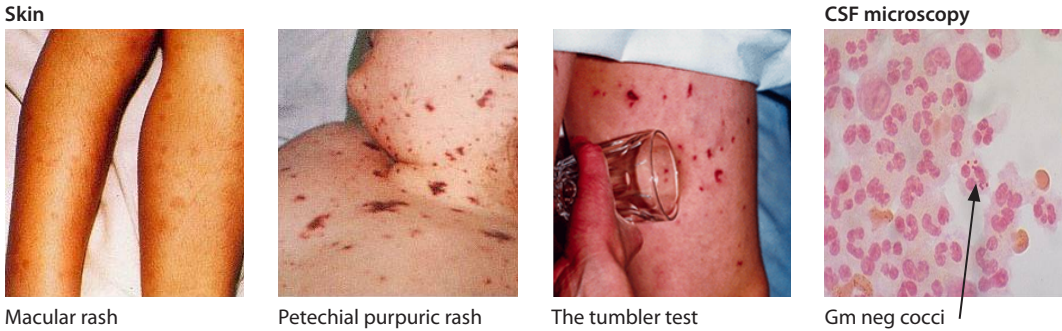 Skin
CSF microscopy
Macular rash
Petechial purpuric rash
The tumbler test
Gm neg cocci